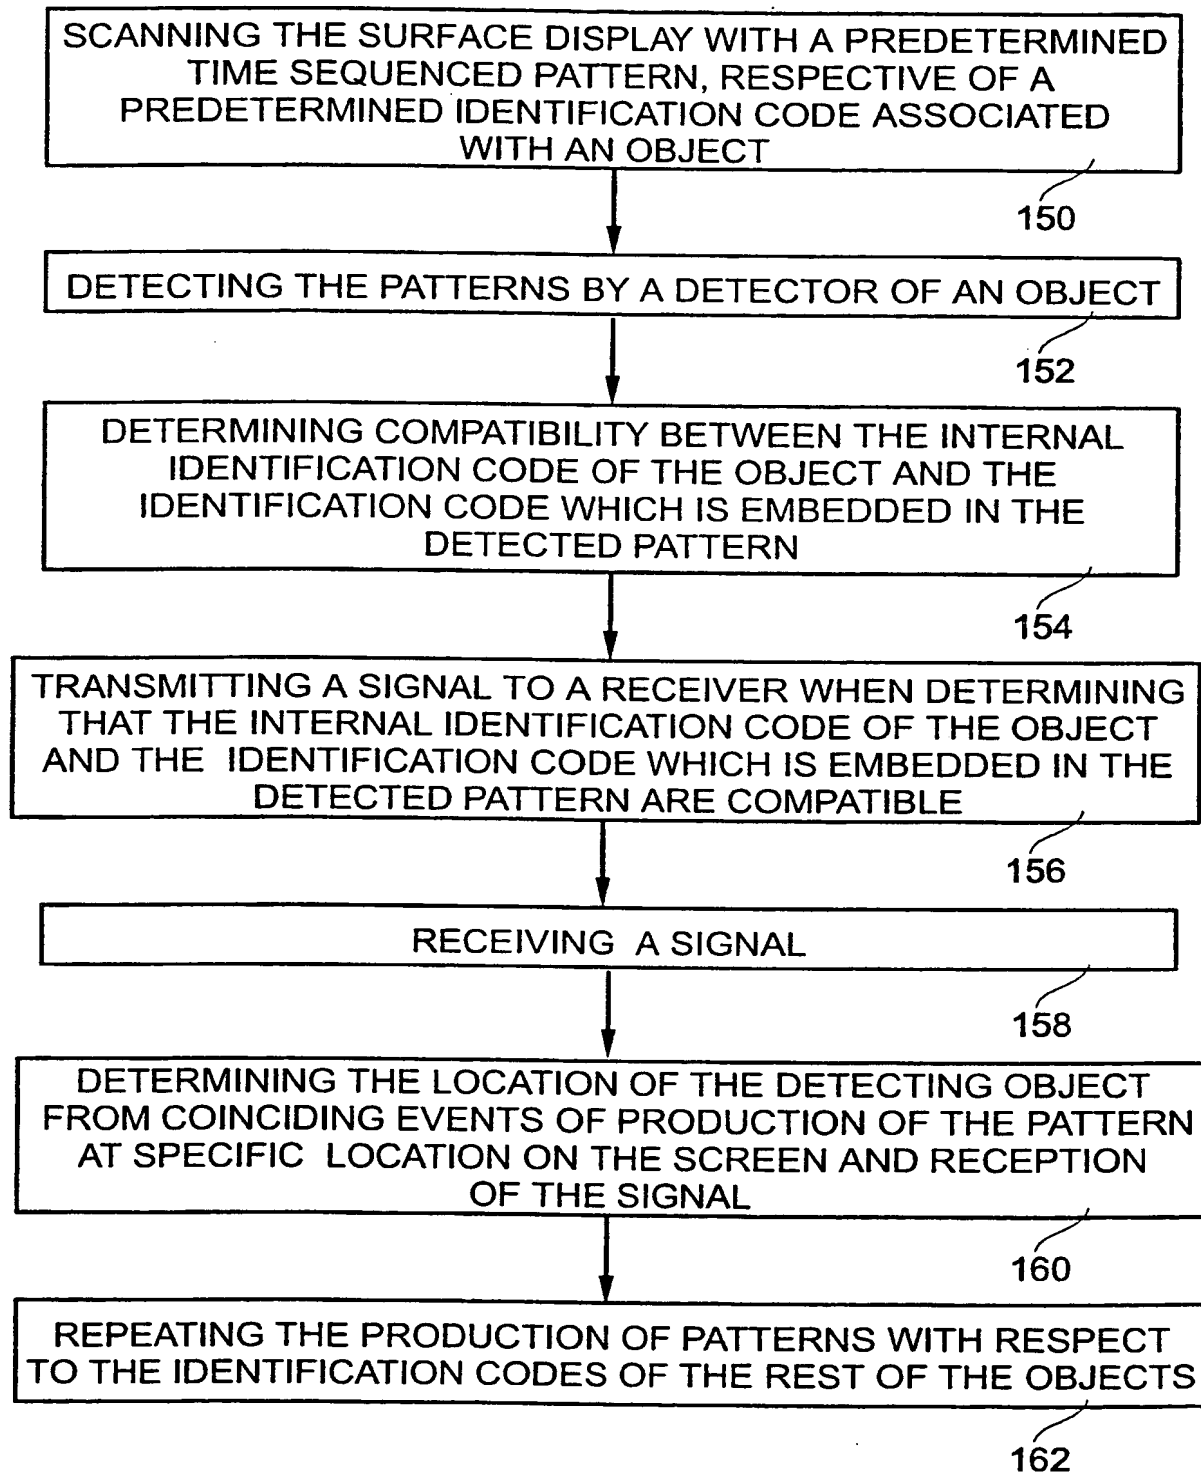 SCANNING THE SURFACE DISPLAY WITH A PREDETERMINED
TIME SEQUENCED PATTERN, RESPECTIVE OF A
PREDETERMINED IDENTIFICATION CODE ASSOCIATED
WITH AN OBJECT
150
DETECTING THE PATTERNS BY A DETECTOR OF AN OBJECT
152
DETERMINING COMPATIBILITY BETWEEN THE INTERNAL
IDENTIFICATION CODE OF THE OBJECT AND THE
IDENTIFICATION CODE WHICH IS EMBEDDED IN THE
DETECTED PATTERN
154
TRANSMITTING A SIGNAL TO A RECEIVER WHEN DETERMINING
THAT THE INTERNAL IDENTIFICATION CODE OF THE OBJECT
AND THE IDENTIFICATION CODE WHICH IS EMBEDDED IN THE
DETECTED PATTERN ARE COMPATIBLE
156
RECEIVING A SIGNAL
158
DETERMINING THE LOCATION OF THE DETECTING OBJECT
FROM COINCIDING EVENTS OF PRODUCTION OF THE PATTERN
AT SPECIFIC LOCATION ON THE SCREEN AND RECEPTION
OF THE SIGNAL
160
REPEATING THE PRODUCTION OF PATTERNS WITH RESPECT
TO THE IDENTIFICATION CODES OF THE REST OF THE OBJECTS
162